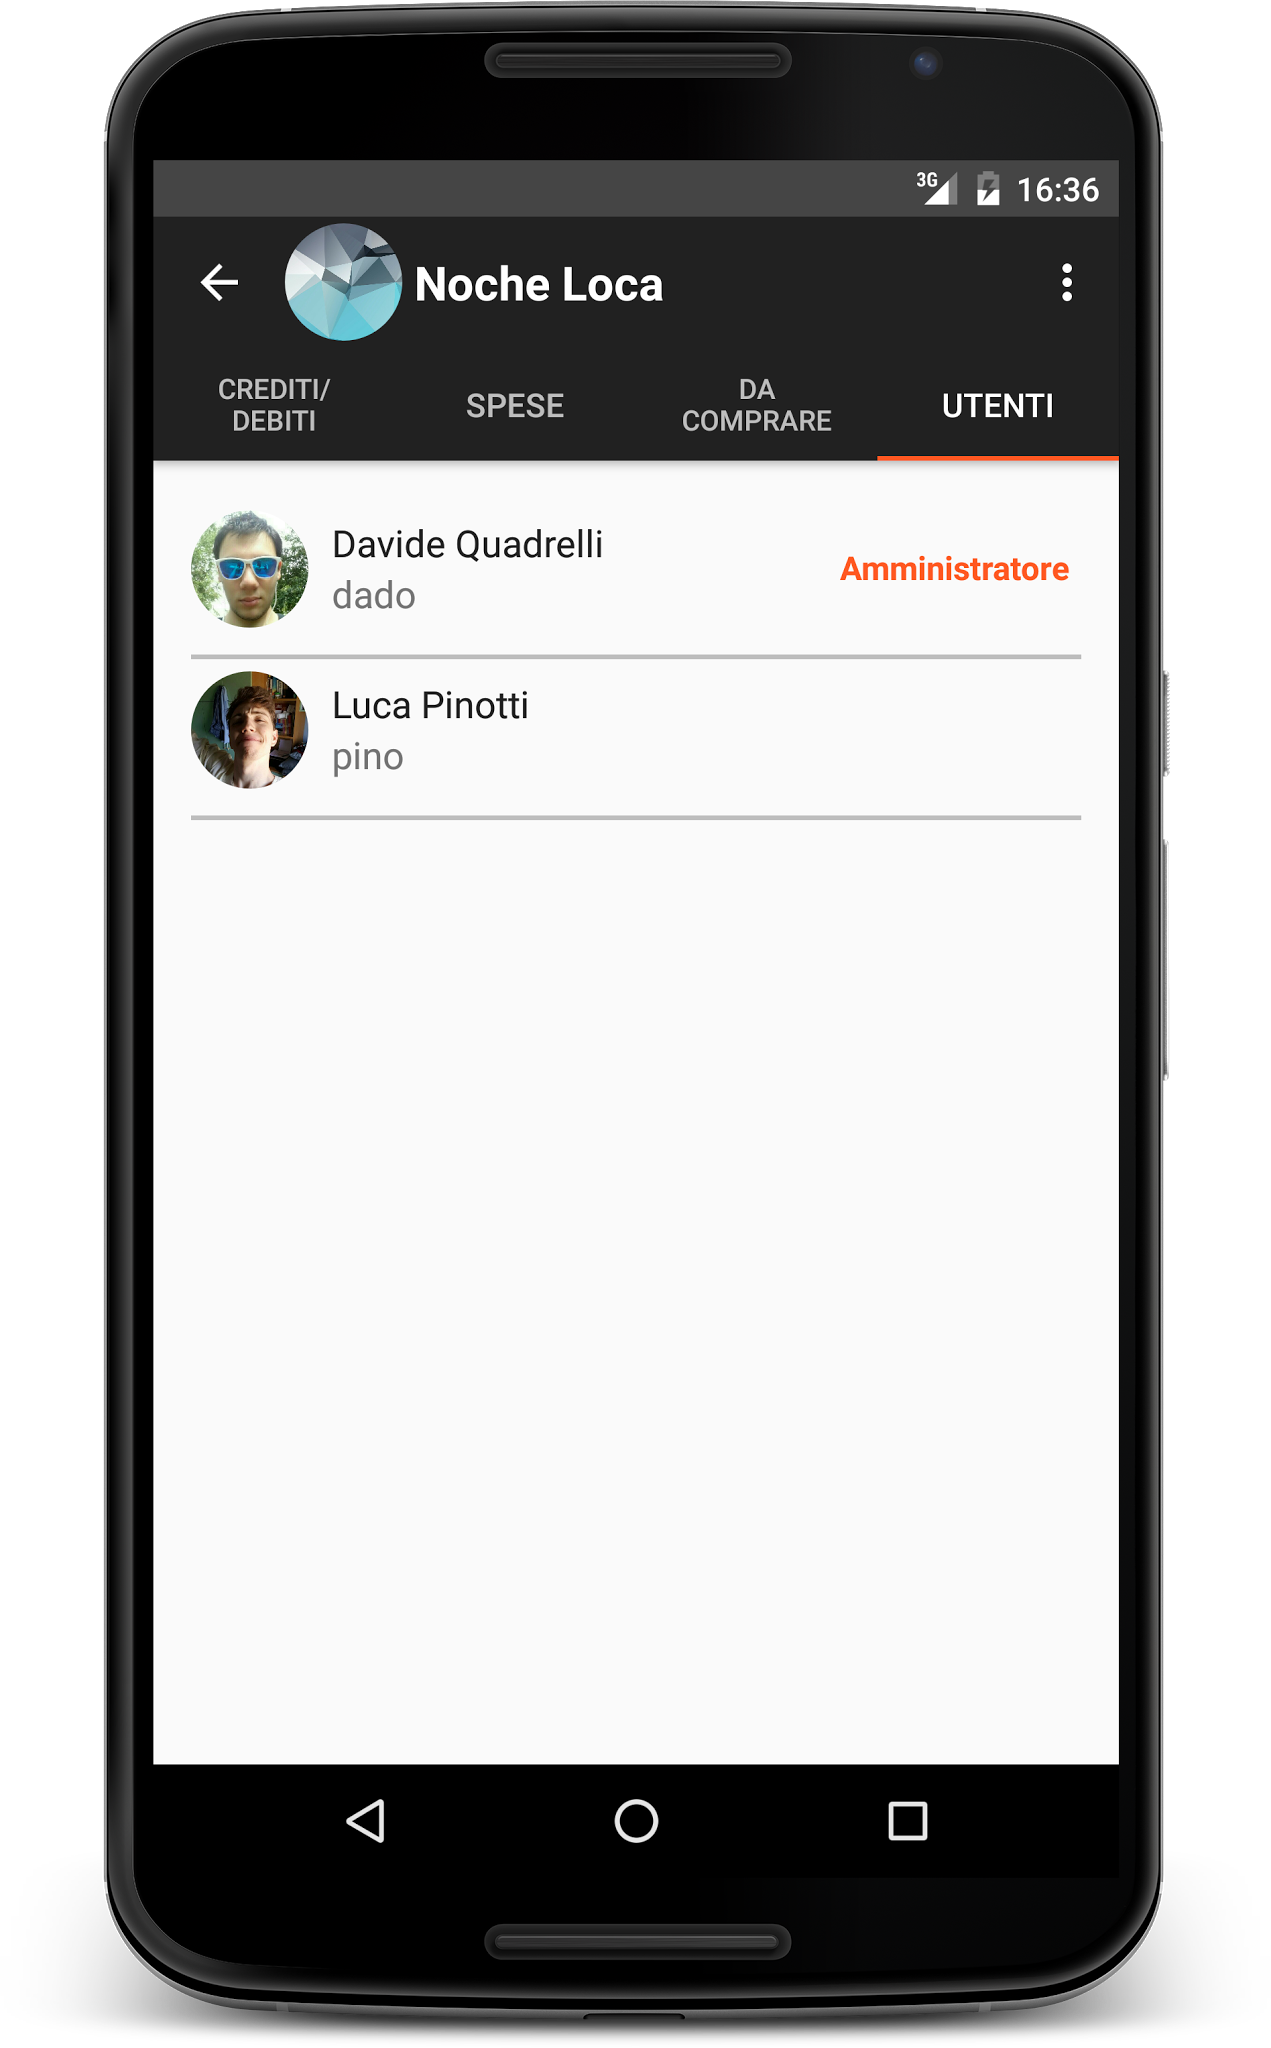 3G 16:36
Noche Loca
CREDITI/
DEBITI
SPESE
DA
COMPRARE
UTENTI
Davide Quadrelli
dado
Amministratore
Luca Pinotti
pino